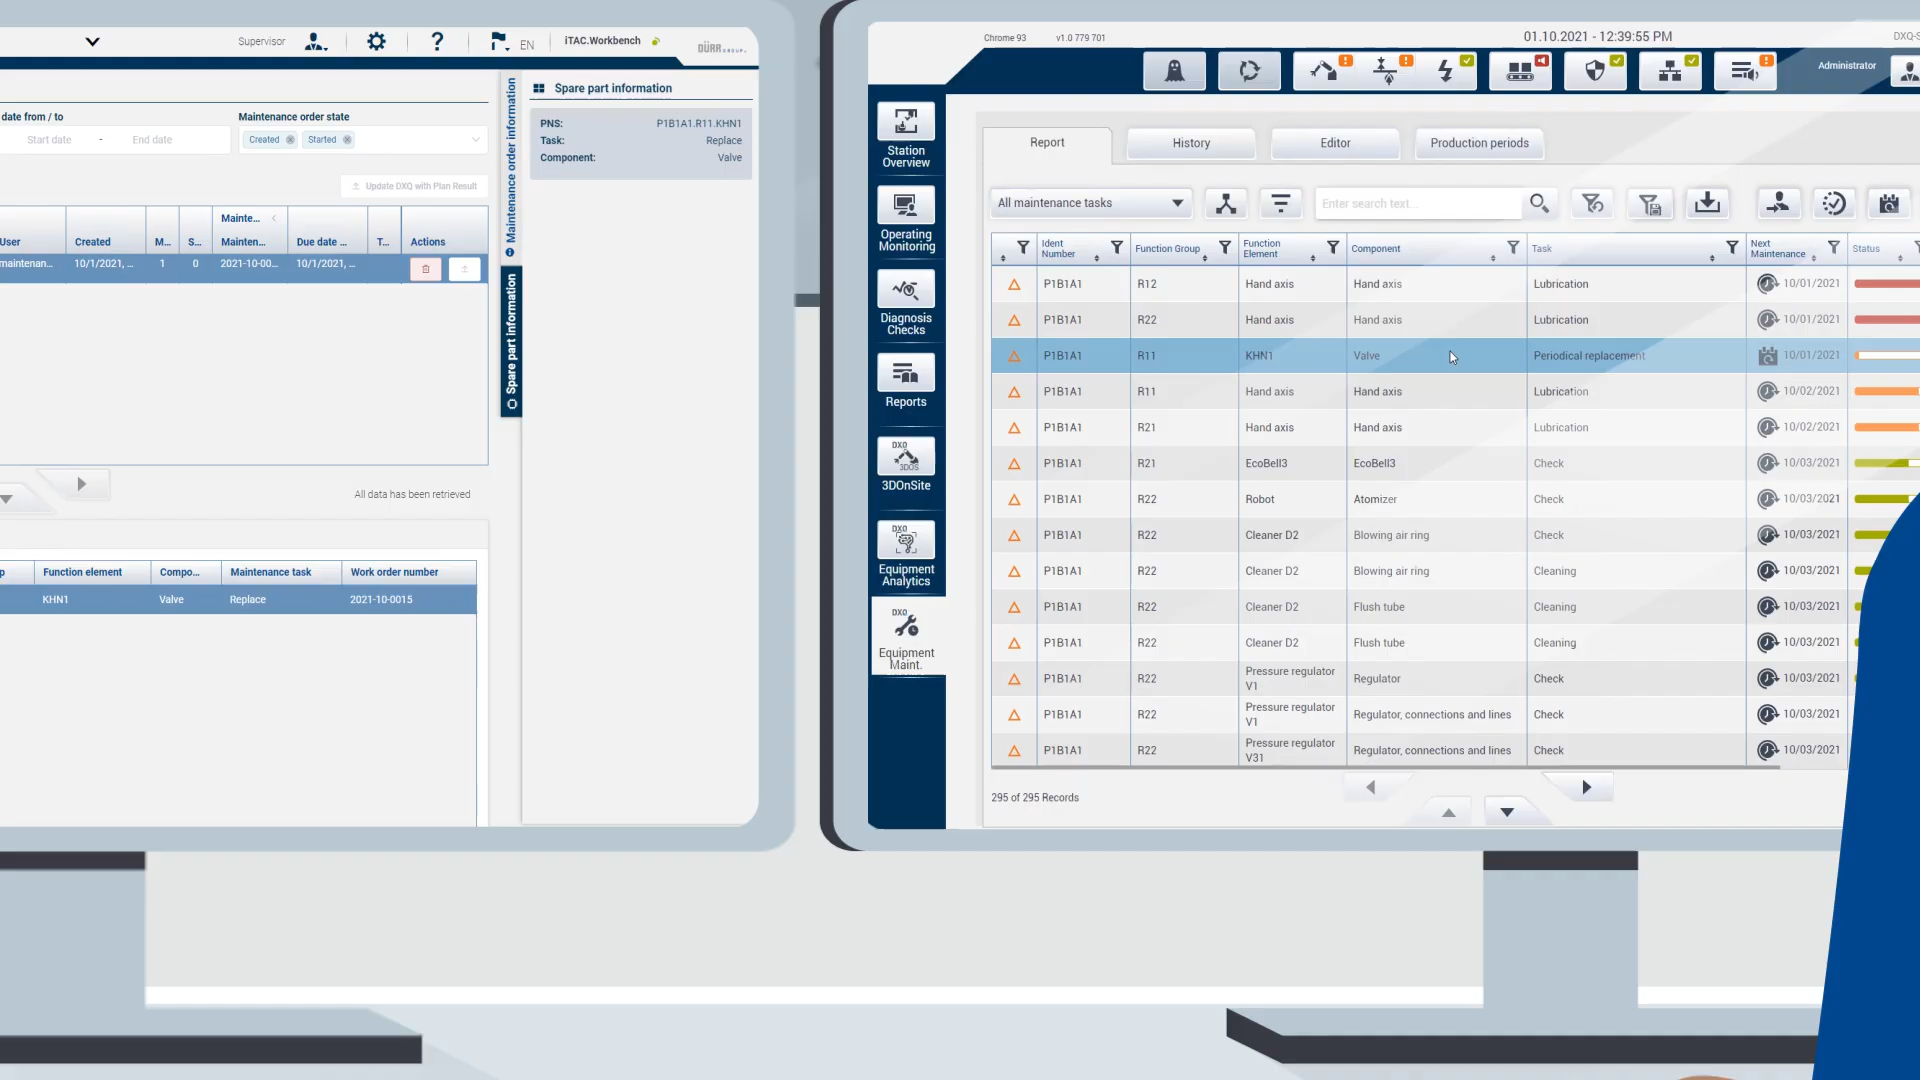 Supervisor
EN
iTAC.Workbench
DÜRR GROUP.
date from / to
Start date - End date
Maintenance order state
Created
Started
Update DXQ with Plan Result
User Created M... S... Mainte... Mainten... Due date ... T... Actions
maintenan... 10/1/2021, ... 1 0 2021-10-00... 10/1/2021, ...
All data has been retrieved
p Function element Compo... Maintenance task Work order number
KHN1 Valve Replace 2021-10-0015
Maintenance order information
Spare part information
Spare part information
PNS: P1B1A1.R11.KHN1
Task: Replace
Component: Valve
Chrome 93 v1.0 779 701
01.10.2021 - 12:39:55 PM
DXQ-S
Administrator
Station
Overview
Operating
Monitoring
Diagnosis
Checks
Reports
DXQ
3DOS
3DOnSite
DXQ
Equipment
Analytics
DXQ
Equipment
Maint.
Report History Editor Production periods
All maintenance tasks
Enter search text...
Ident Number Function Group Function Element Component Task Next Maintenance Status
P1B1A1 R12 Hand axis Hand axis Lubrication 10/01/2021
P1B1A1 R22 Hand axis Hand axis Lubrication 10/01/2021
P1B1A1 R11 KHN1 Valve Periodical replacement 10/01/2021
P1B1A1 R11 Hand axis Hand axis Lubrication 10/02/2021
P1B1A1 R21 Hand axis Hand axis Lubrication 10/02/2021
P1B1A1 R21 EcoBell3 EcoBell3 Check 10/03/2021
P1B1A1 R22 Robot Atomizer Check 10/03/2021
P1B1A1 R22 Cleaner D2 Blowing air ring Check 10/03/2021
P1B1A1 R22 Cleaner D2 Blowing air ring Cleaning 10/03/2021
P1B1A1 R22 Cleaner D2 Flush tube Cleaning 10/03/2021
P1B1A1 R22 Cleaner D2 Flush tube Cleaning 10/03/2021
P1B1A1 R22 Pressure regulator V1 Regulator Check 10/03/2021
P1B1A1 R22 Pressure regulator V1 Regulator, connections and lines Check 10/03/2021
P1B1A1 R22 Pressure regulator V31 Regulator, connections and lines Check 10/03/2021
295 of 295 Records